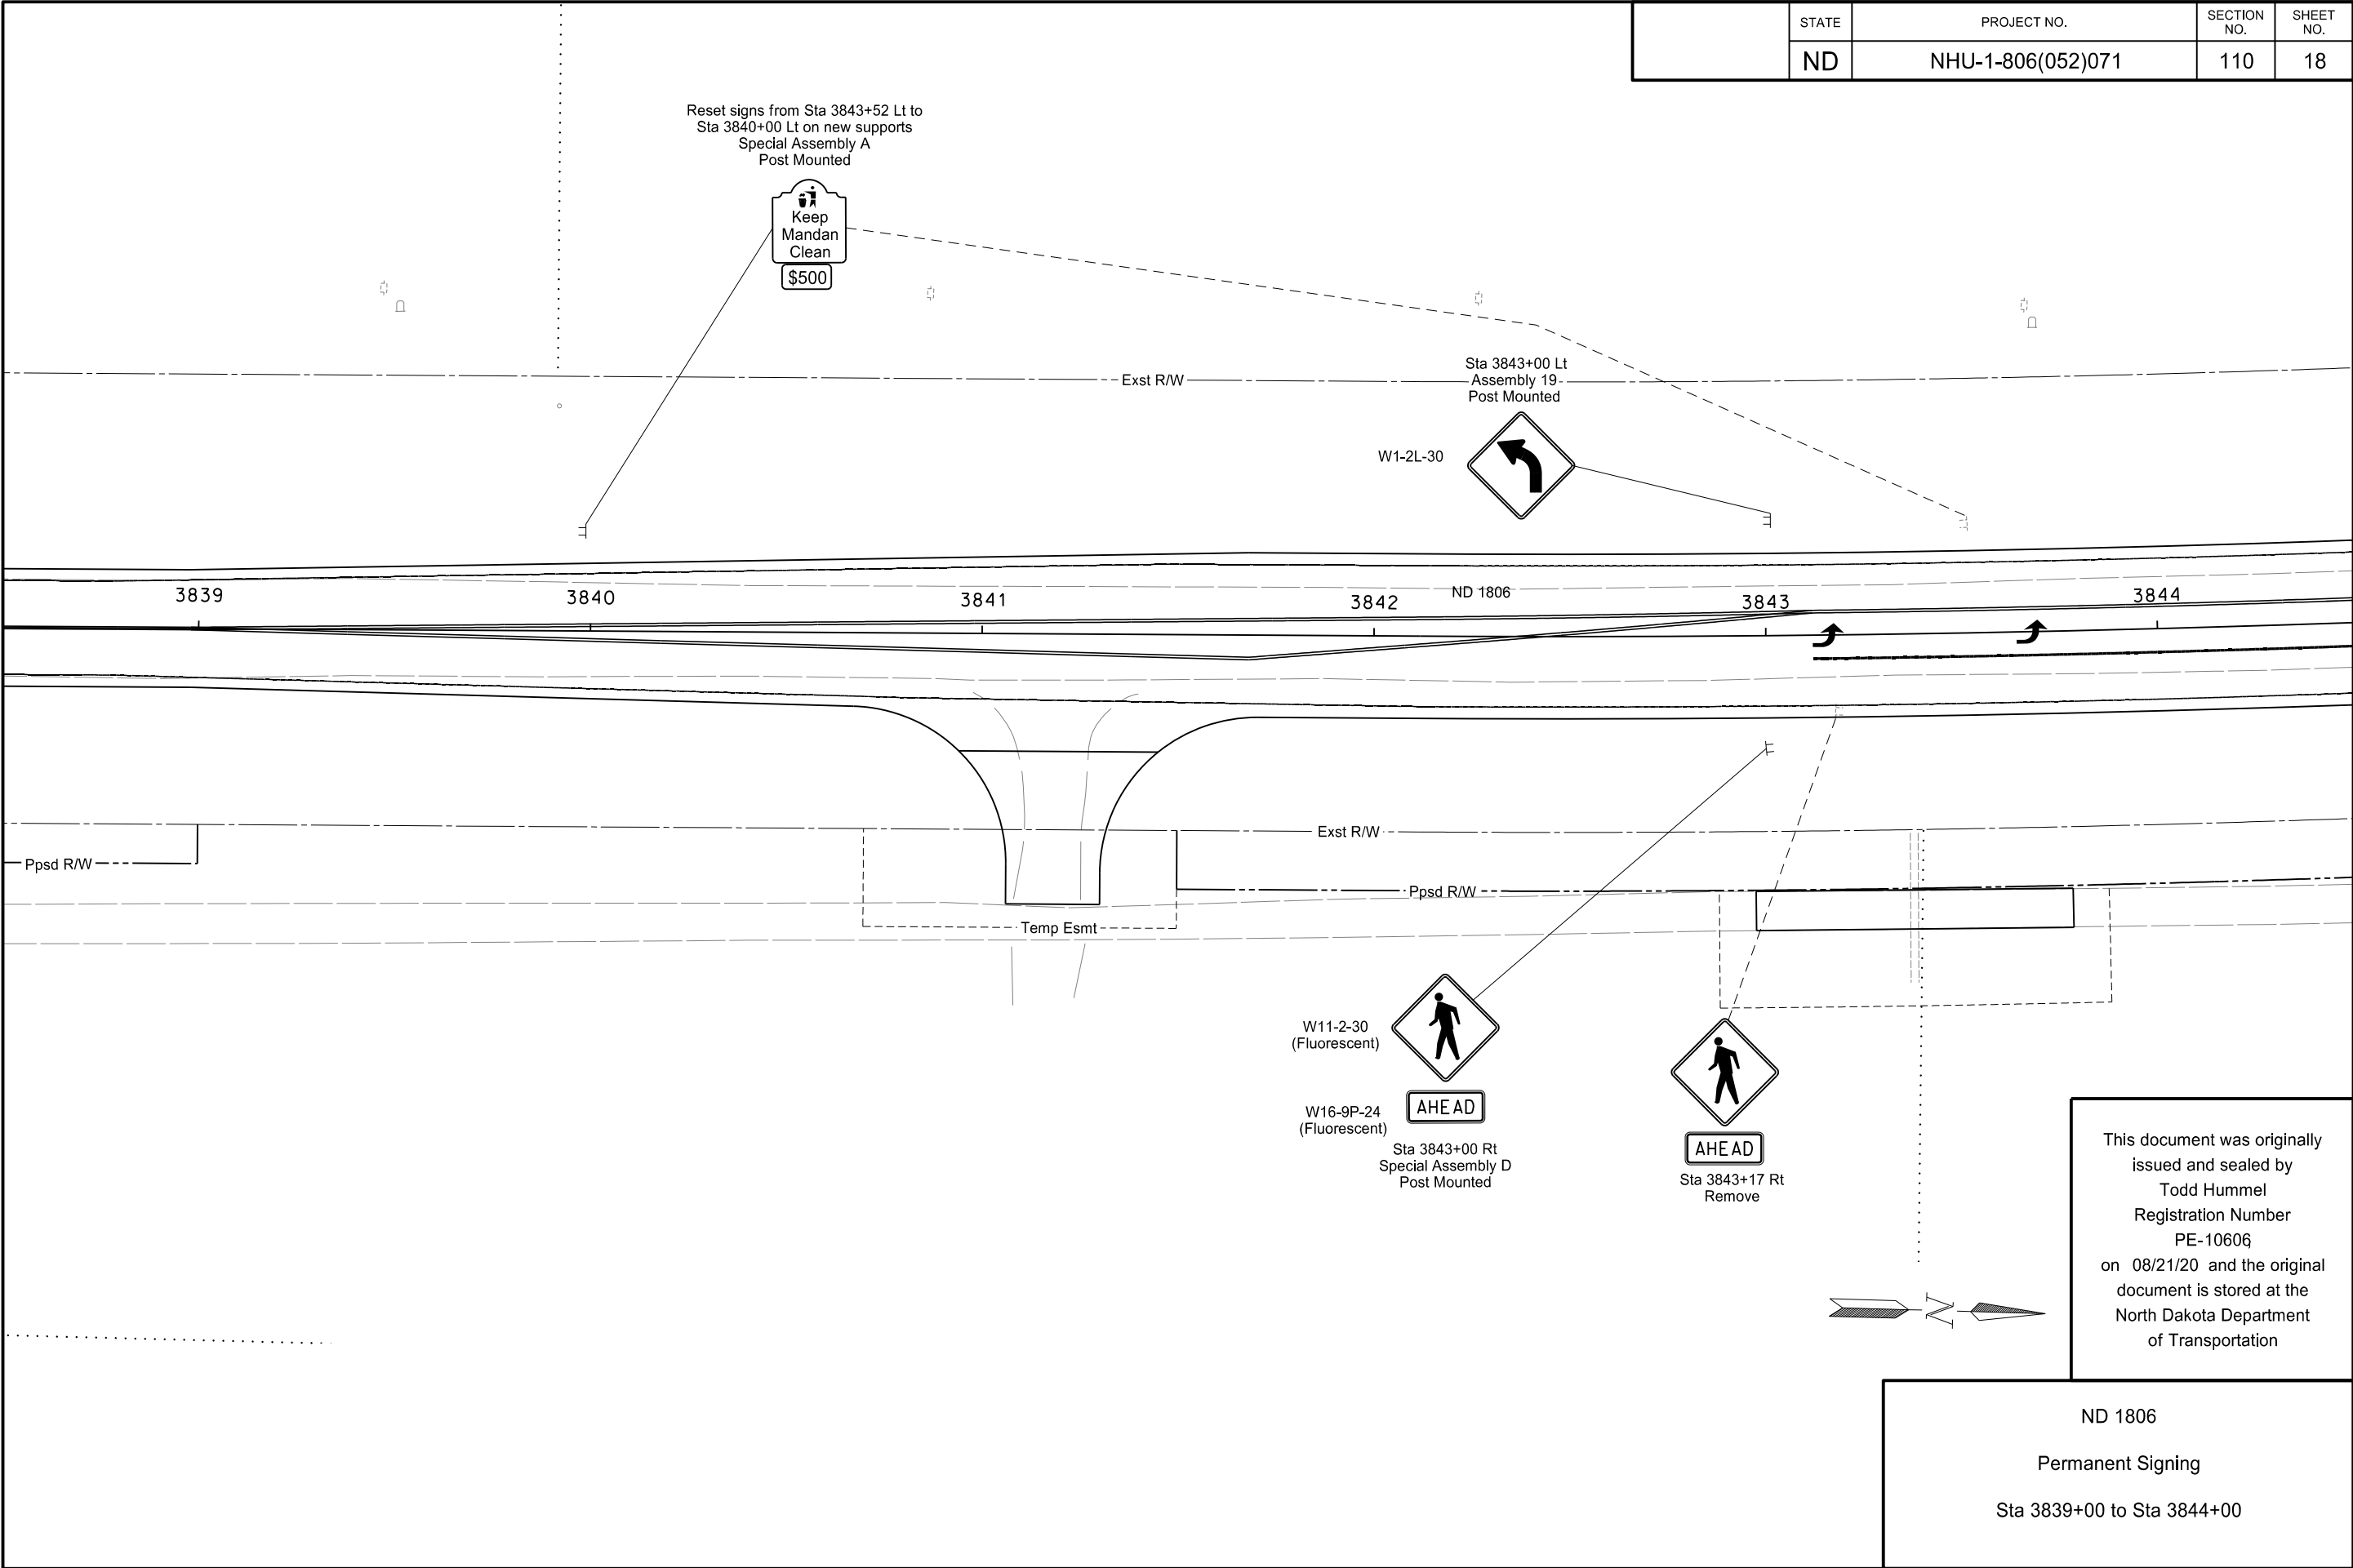 STATE
PROJECT NO.
SECTION
NO.
SHEET
NO.
ND
NHU-1-806(052)071
110
18
Reset signs from Sta 3843+52 Lt to
Sta 3840+00 Lt on new supports
Special Assembly A
Post Mounted
Keep
Mandan
Clean
$500
Exst R/W
Sta 3843+00 Lt
Assembly 19
Post Mounted
W1-2L-30
ND 1806
3839
3840
3841
3842
3843
3844
Exst R/W
Ppsd R/W
Ppsd R/W
Temp Esmt
W11-2-30
(Fluorescent)
W16-9P-24
(Fluorescent)
AHEAD
Sta 3843+00 Rt
Special Assembly D
Post Mounted
AHEAD
Sta 3843+17 Rt
Remove
This document was originally
issued and sealed by
Todd Hummel
Registration Number
PE-10606,
on 08/21/20 and the original
document is stored at the
North Dakota Department
of Transportation
N
ND 1806
Permanent Signing
Sta 3839+00 to Sta 3844+00